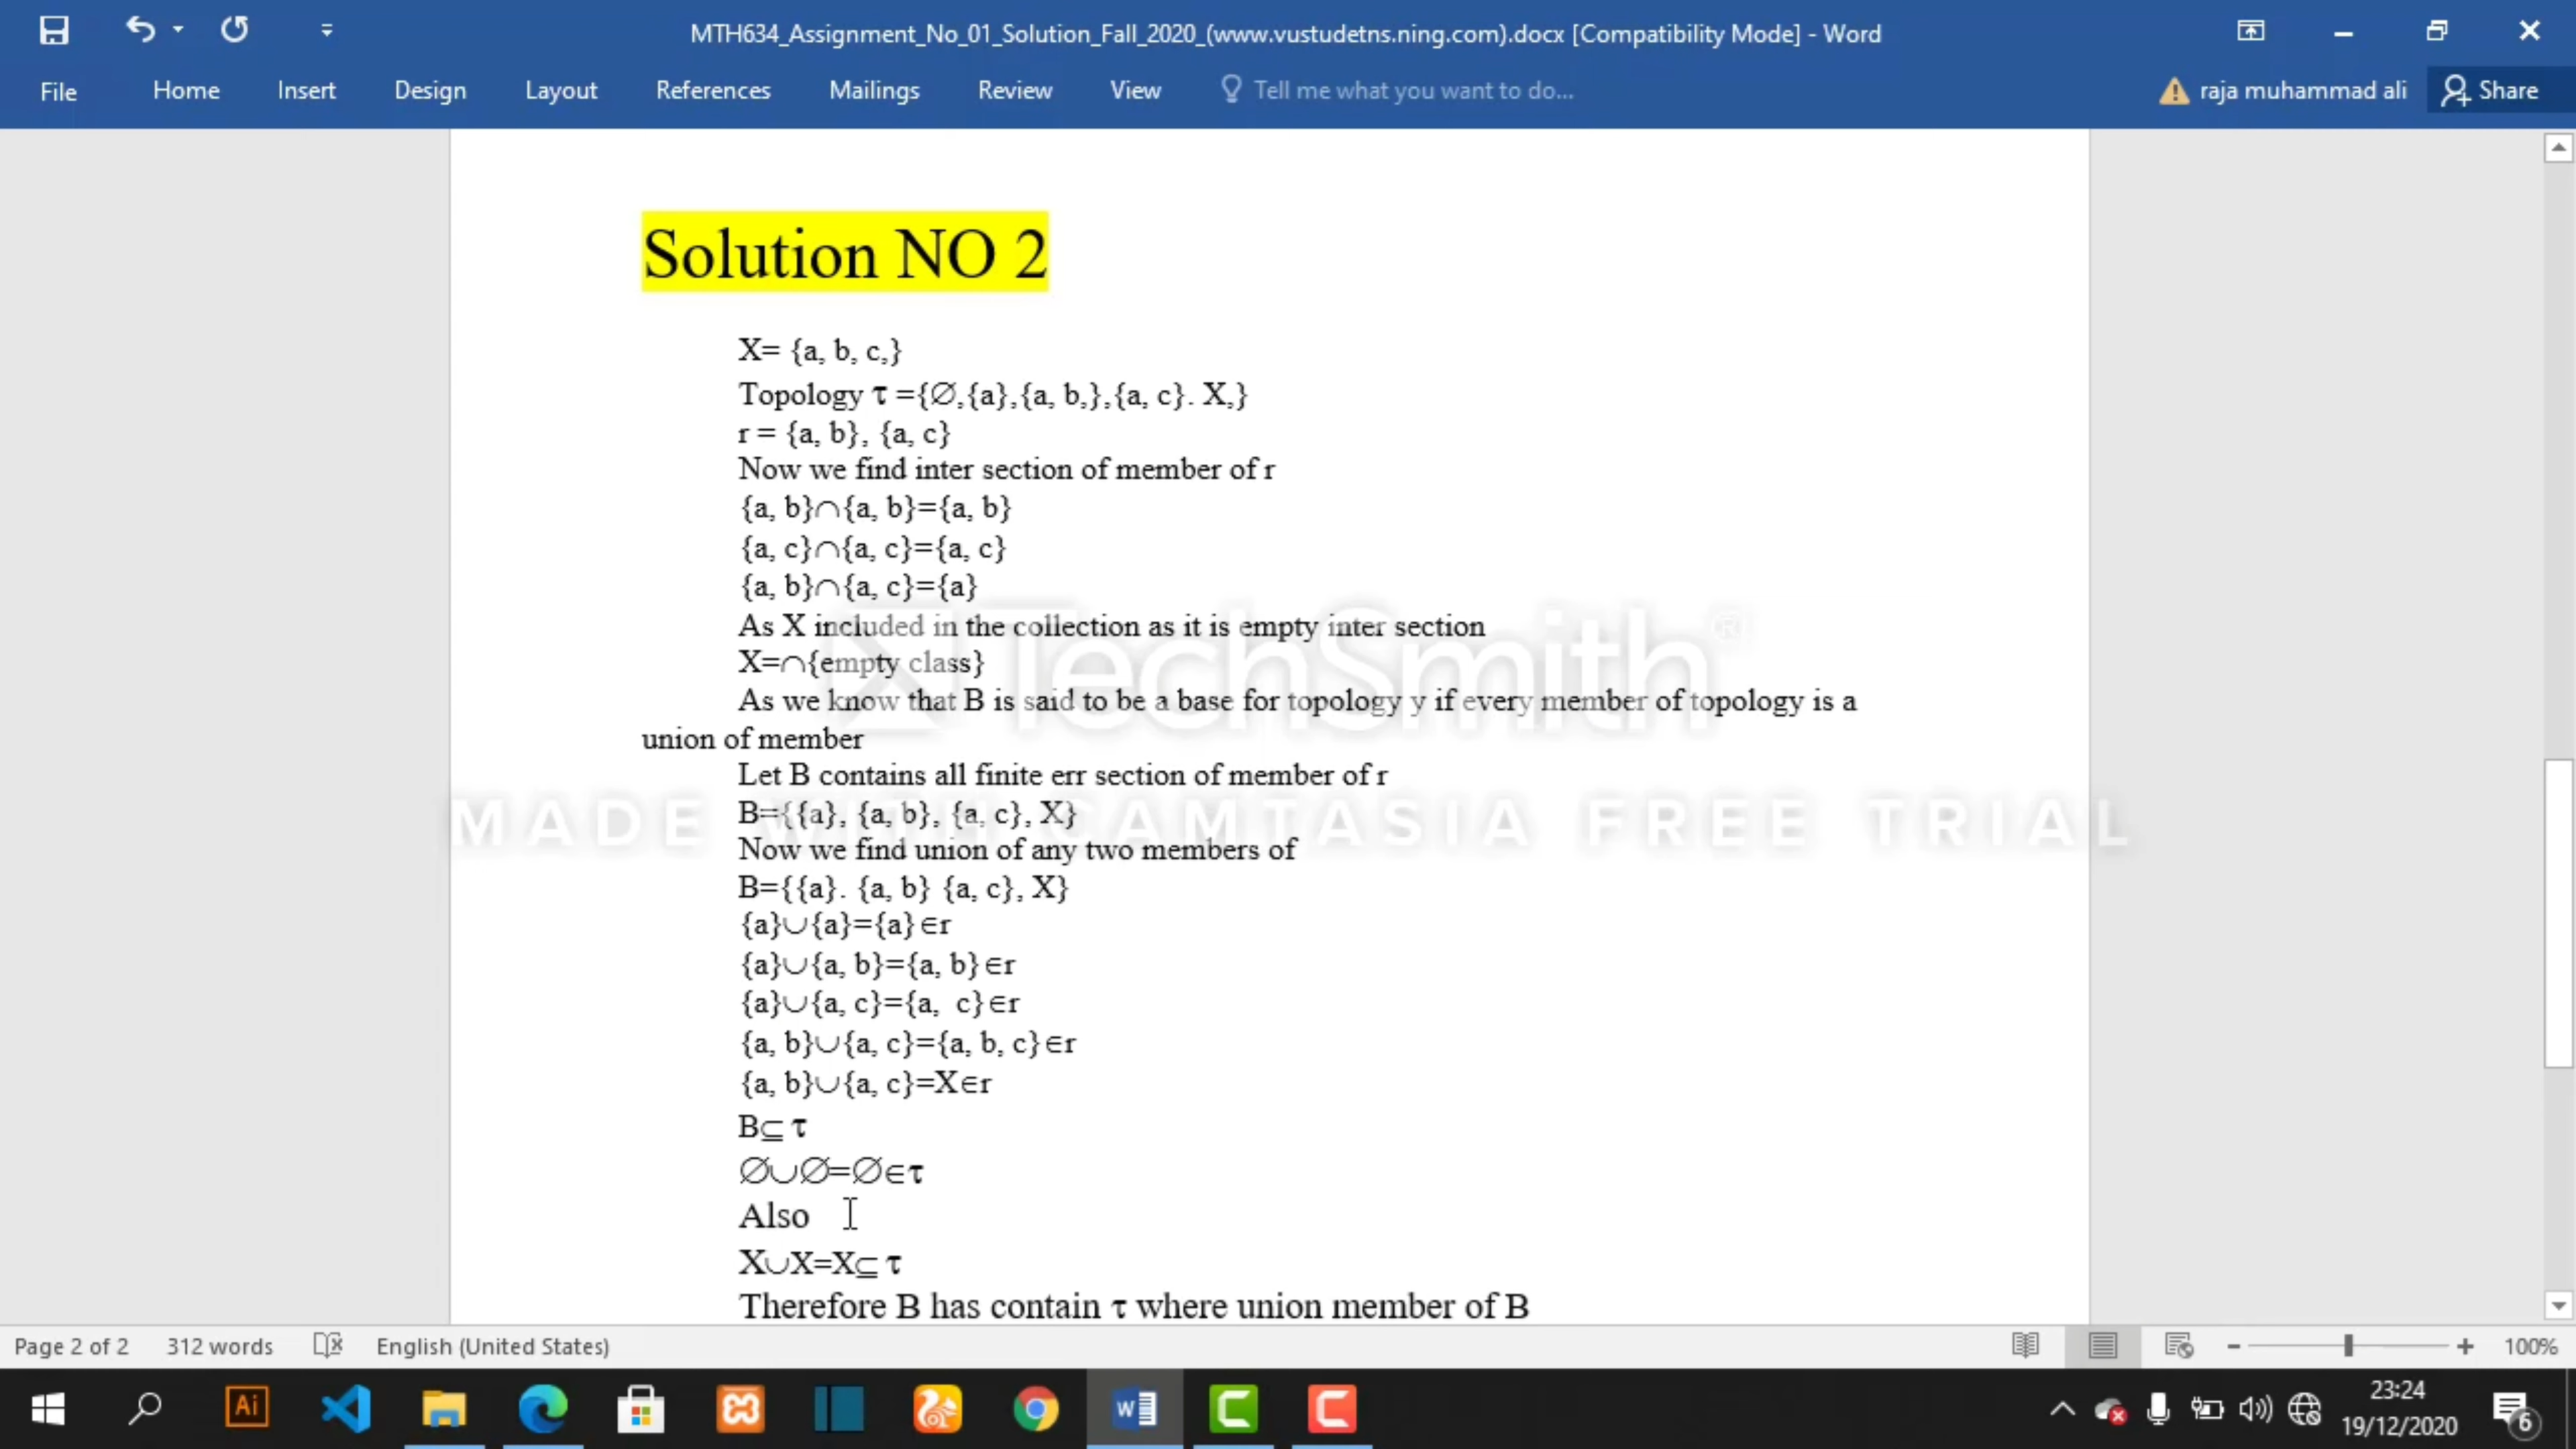 MTH634_Assignment_No_01_Solution_Fall_2020_(www.vustudetns.ning.com).docx [Compatibility Mode] - Word
File Home Insert Design Layout References Mailings Review View Tell me what you want to do... raja muhammad ali Share
Solution NO 2
X= {a, b, c,}
Topology τ ={∅,{a},{a, b,},{a, c}. X,}
r = {a, b}, {a, c}
Now we find inter section of member of r
{a, b}∩{a, b}={a, b}
{a, c}∩{a, c}={a, c}
{a, b}∩{a, c}={a}
As X included in the collection as it is empty inter section
X=∩{empty class}
As we know that B is said to be a base for topology y if every member of topology is a
union of member
Let B contains all finite err section of member of r
B={{a}, {a, b}, {a, c}, X}
Now we find union of any two members of
B={{a}. {a, b} {a, c}, X}
{a}∪{a}={a}∈r
{a}∪{a, b}={a, b}∈r
{a}∪{a, c}={a,  c}∈r
{a, b}∪{a, c}={a, b, c}∈r
{a, b}∪{a, c}=X∈r
B⊆ τ
∅∪∅=∅∈τ
Also
X∪X=X⊆ τ
Therefore B has contain τ where union member of B
TechSmith®
MADE WITH CAMTASIA FREE TRIAL
Page 2 of 2 312 words English (United States) 100%
Ai
23:24
19/12/2020
6